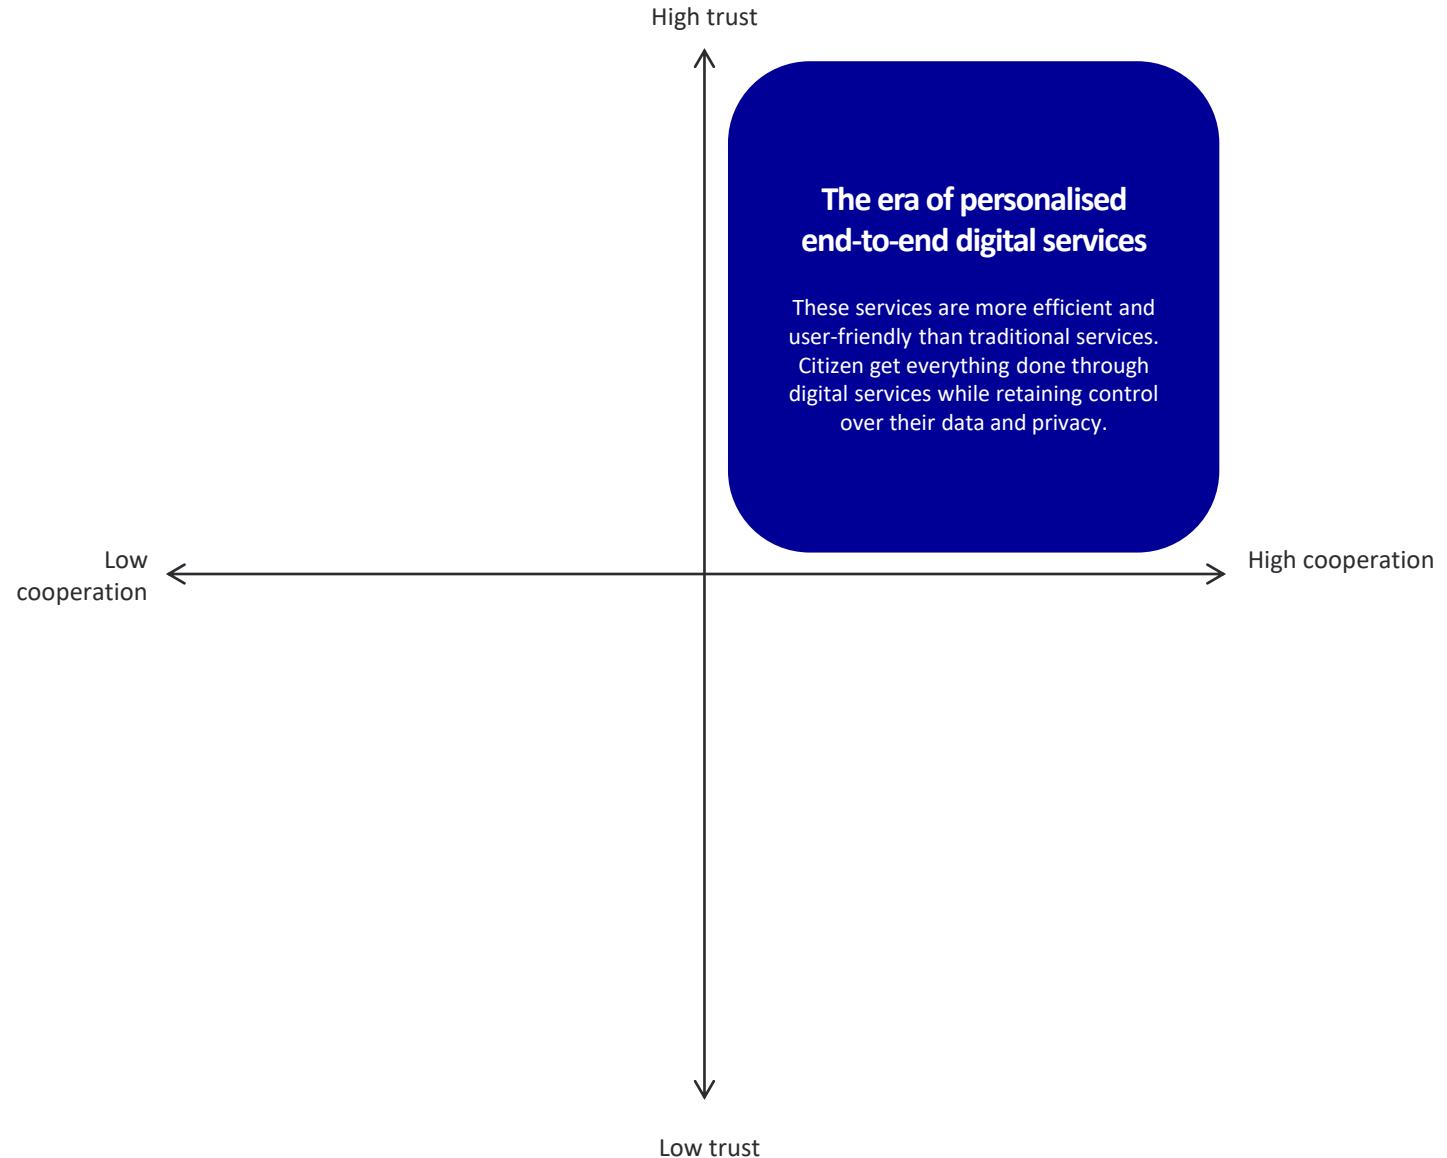 High trust
The era of personalised
end-to-end digital services
These services are more efficient and
user-friendly than traditional services.
Citizen get everything done through
digital services while retaining control
over their data and privacy.
Low
cooperation
High cooperation
Low trust